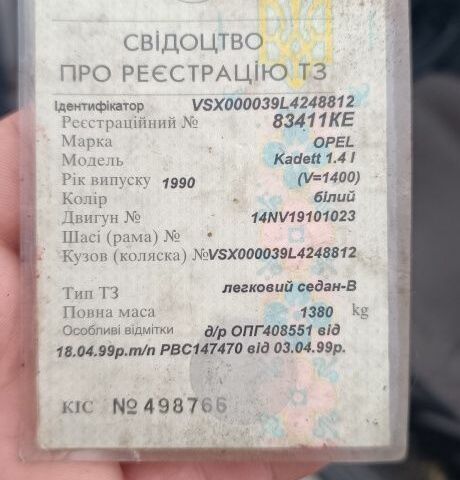 СВІДОЦТВО
ПРО РЕЄСТРАЦІЮ ТЗ
Ідентифікатор VSX000039L4248812
Реєстраційний № 83411КЕ
Марка OPEL
Модель Kadett 1.4 I
Рік випуску 1990 (V=1400)
Колір білий
Двигун № 14NV19101023
Шасі (рама) №
Кузов (коляска) №VSX000039L4248812
Тип ТЗ легковий седан-В
Повна маса 1380 kg
Особливі відмітки д/р ОПГ408551 від
18.04.99р.т/п РВС147470 від 03.04.99р.
КІС № 498766